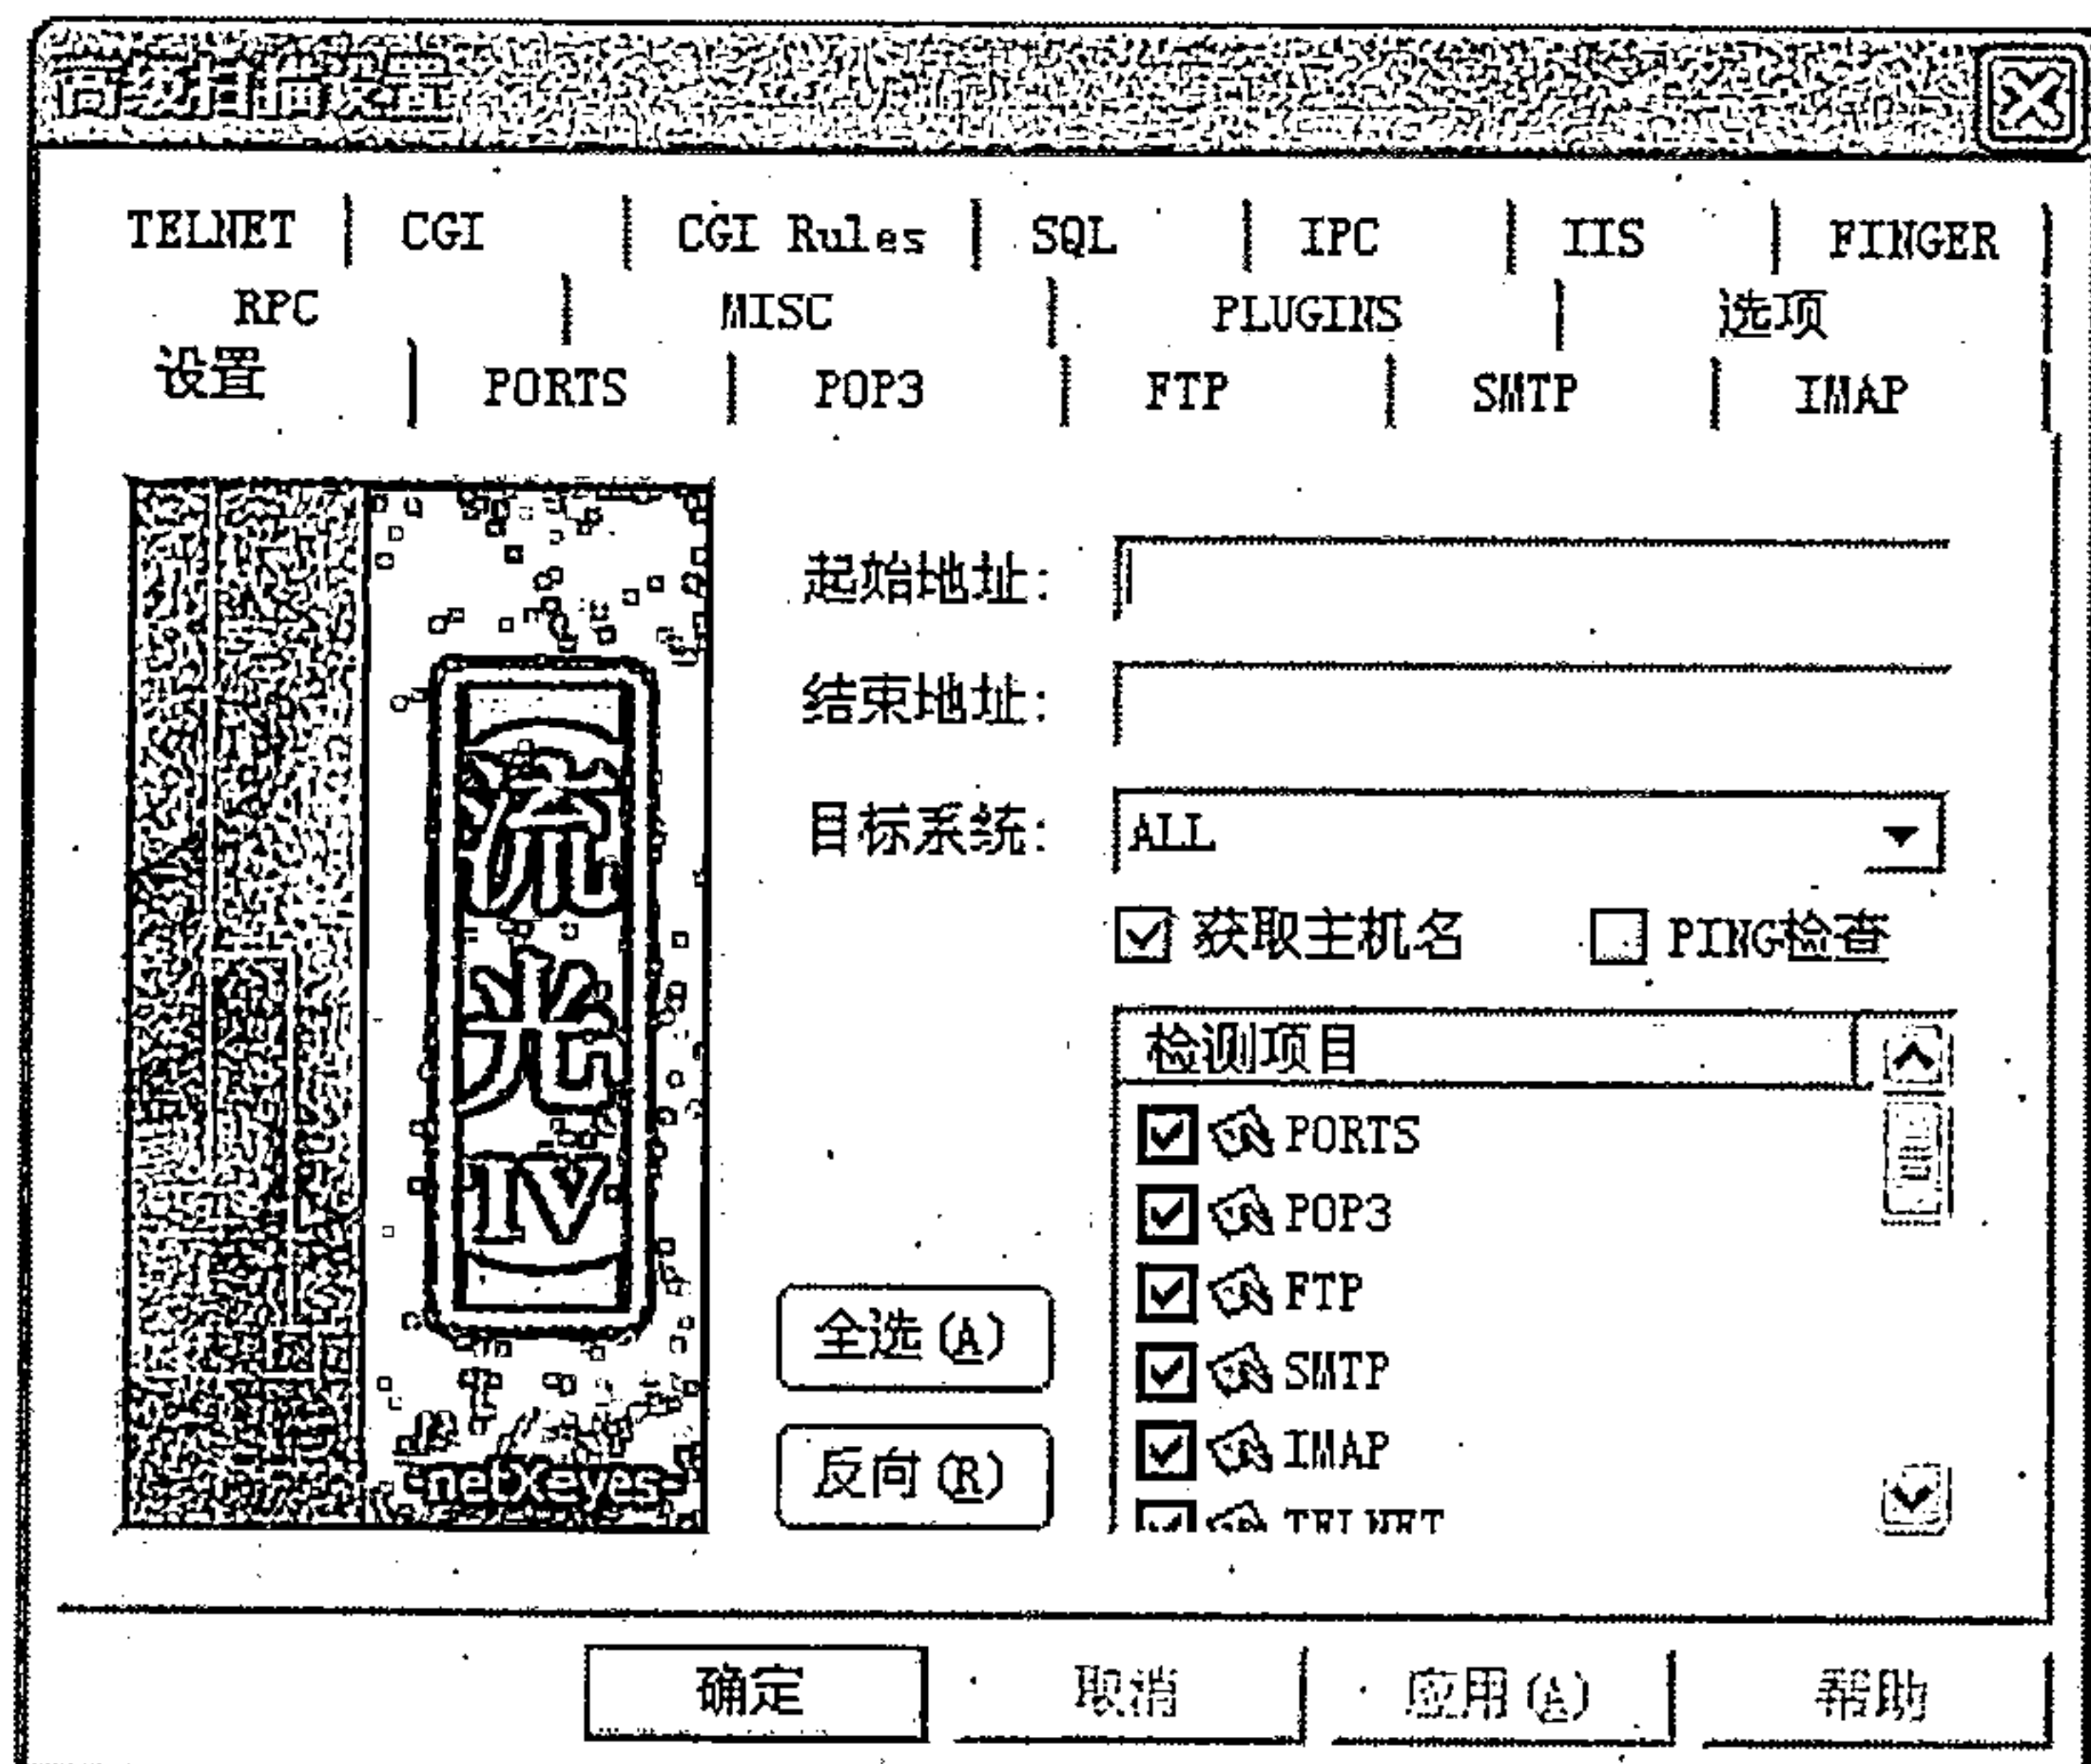 高级扫描设置
TELNET CGI CGI Rules SQL IPC IIS FINGER
RPC MISC PLUGINS 选项
设置 PORTS POP3 FTP SMTP IMAP
起始地址:
结束地址:
目标系统: ALL
获取主机名 PING检查
检测项目
PORTS
POP3
FTP
SMTP
IMAP
TELNET
流
光
IV
netXeyes
全选(A)
反向(R)
确定 取消 应用(A) 帮助